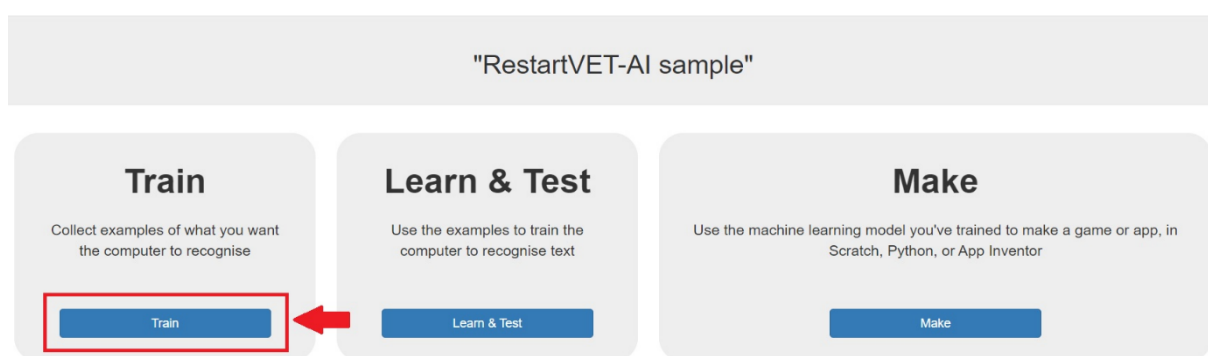 "RestartVET-AI sample"
Train
Collect examples of what you want
the computer to recognise
Train
Learn & Test
Use the examples to train the
computer to recognise text
Learn & Test
Make
Use the machine learning model you've trained to make a game or app, in
Scratch, Python, or App Inventor
Make